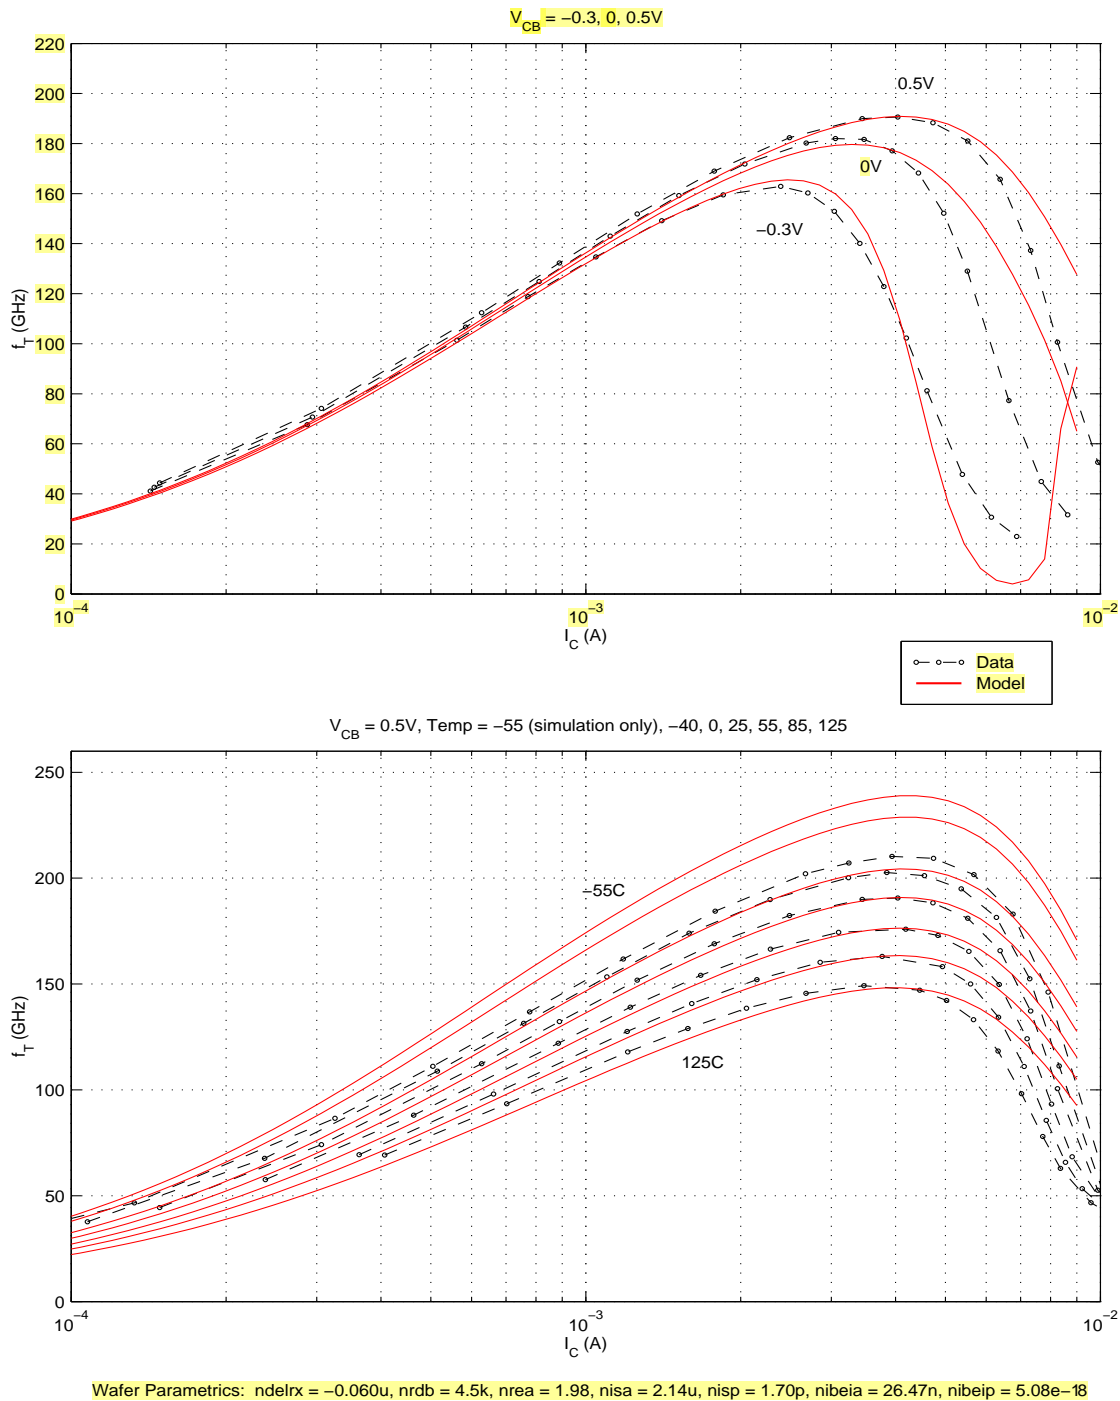 V_CB = −0.3, 0, 0.5V
220
200
180
160
140
120
100
80
60
40
20
0
f_T (GHz)
0.5V
0V
−0.3V
10^−4
10^−3
10^−2
I_C (A)
Data
Model
V_CB = 0.5V, Temp = −55 (simulation only), −40, 0, 25, 55, 85, 125
250
200
150
100
50
0
f_T (GHz)
−55C
125C
10^−4
10^−3
10^−2
I_C (A)
Wafer Parametrics: ndelrx = −0.060u, nrdb = 4.5k, nrea = 1.98, nisa = 2.14u, nisp = 1.70p, nibeia = 26.47n, nibeip = 5.08e−18